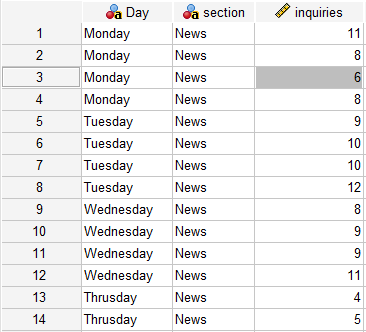 Day section inquiries
1 Monday News 11
2 Monday News 8
3 Monday News 6
4 Monday News 8
5 Tuesday News 9
6 Tuesday News 10
7 Tuesday News 10
8 Tuesday News 12
9 Wednesday News 8
10 Wednesday News 9
11 Wednesday News 9
12 Wednesday News 11
13 Thrusday News 4
14 Thrusday News 5